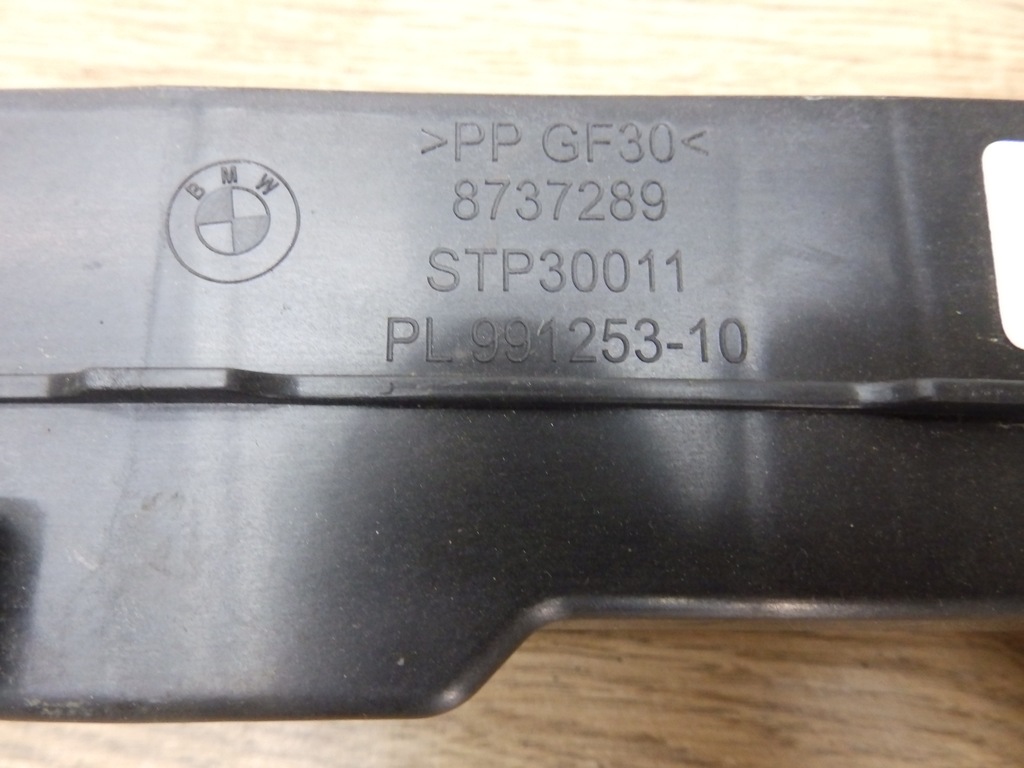 BMW
>PP GF30<
8737289
STP30011
PL 991253-10